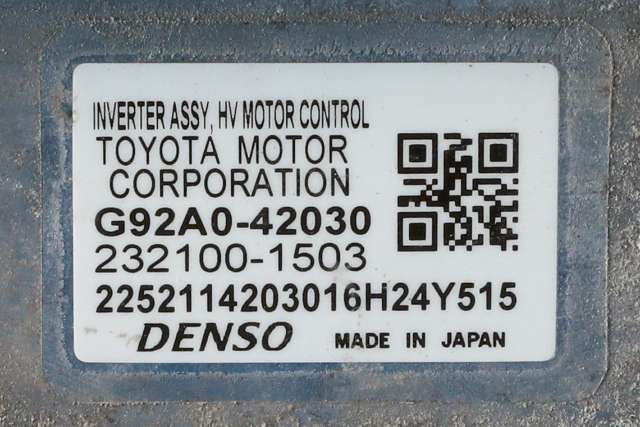 INVERTER ASSY, HV MOTOR CONTROL
TOYOTA MOTOR
CORPORATION
G92A0-42030
232100-1503
2252114203016H24Y515
DENSO MADE IN JAPAN